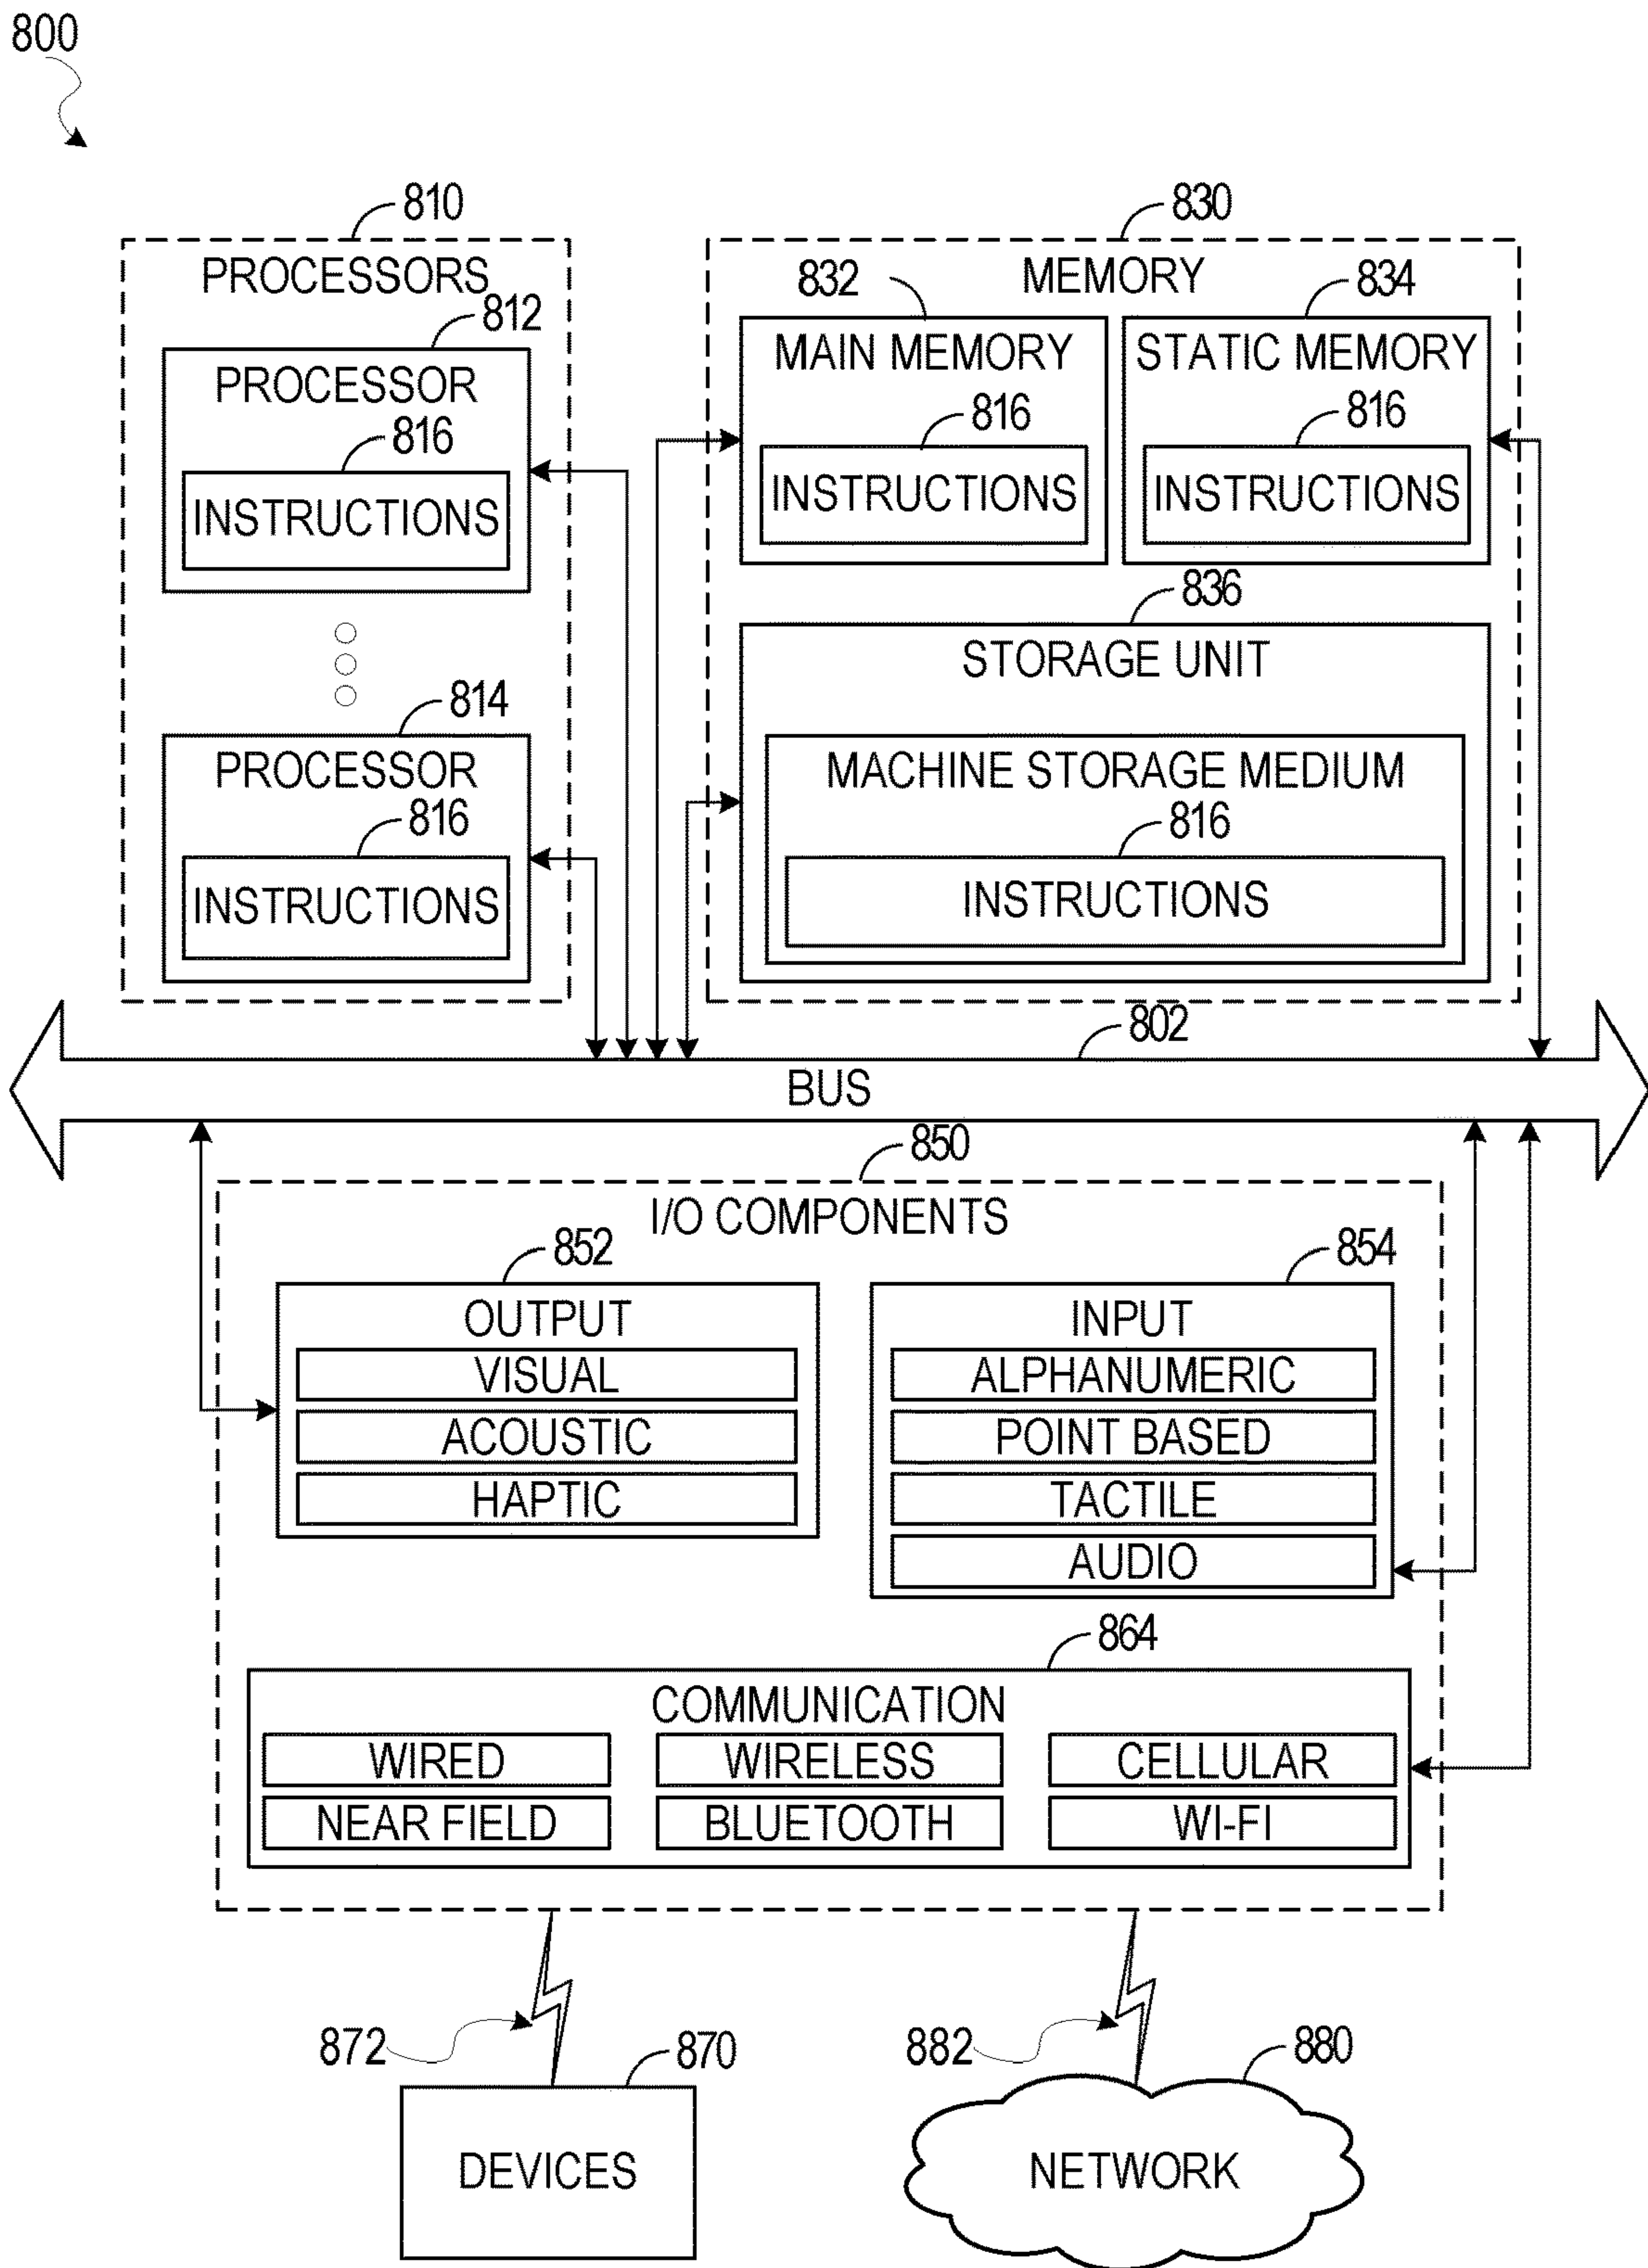 800
810
PROCESSORS
812
PROCESSOR
816
INSTRUCTIONS
814
PROCESSOR
816
INSTRUCTIONS
830
MEMORY
832
MAIN MEMORY
816
INSTRUCTIONS
834
STATIC MEMORY
816
INSTRUCTIONS
836
STORAGE UNIT
MACHINE STORAGE MEDIUM
816
INSTRUCTIONS
802
BUS
850
I/O COMPONENTS
852
OUTPUT
VISUAL
ACOUSTIC
HAPTIC
854
INPUT
ALPHANUMERIC
POINT BASED
TACTILE
AUDIO
864
COMMUNICATION
WIRED
WIRELESS
CELLULAR
NEAR FIELD
BLUETOOTH
WI-FI
872
870
DEVICES
882
880
NETWORK